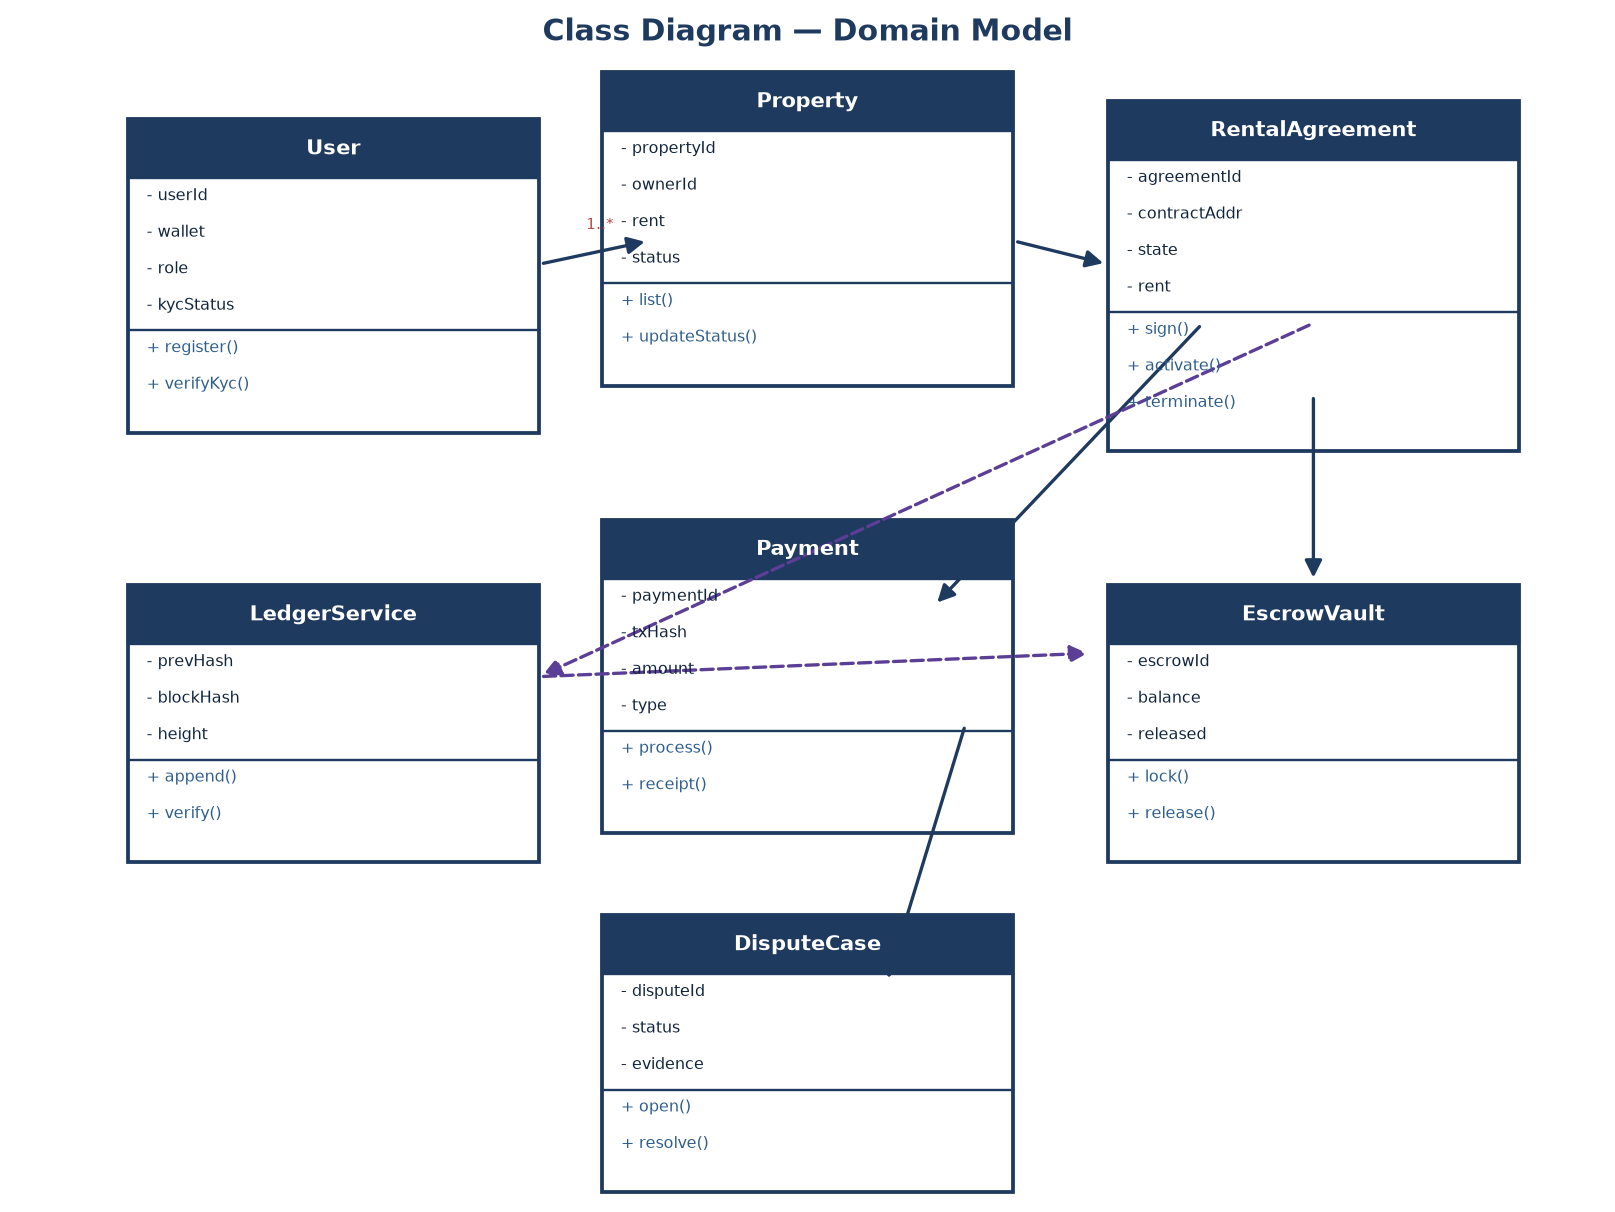 Class Diagram — Domain Model
User
- userId
- wallet
- role
- kycStatus
+ register()
+ verifyKyc()
1..*
Property
- propertyId
- ownerId
- rent
- status
+ list()
+ updateStatus()
RentalAgreement
- agreementId
- contractAddr
- state
- rent
+ sign()
+ activate()
+ terminate()
LedgerService
- prevHash
- blockHash
- height
+ append()
+ verify()
Payment
- paymentId
- txHash
- amount
- type
+ process()
+ receipt()
EscrowVault
- escrowId
- balance
- released
+ lock()
+ release()
DisputeCase
- disputeId
- status
- evidence
+ open()
+ resolve()